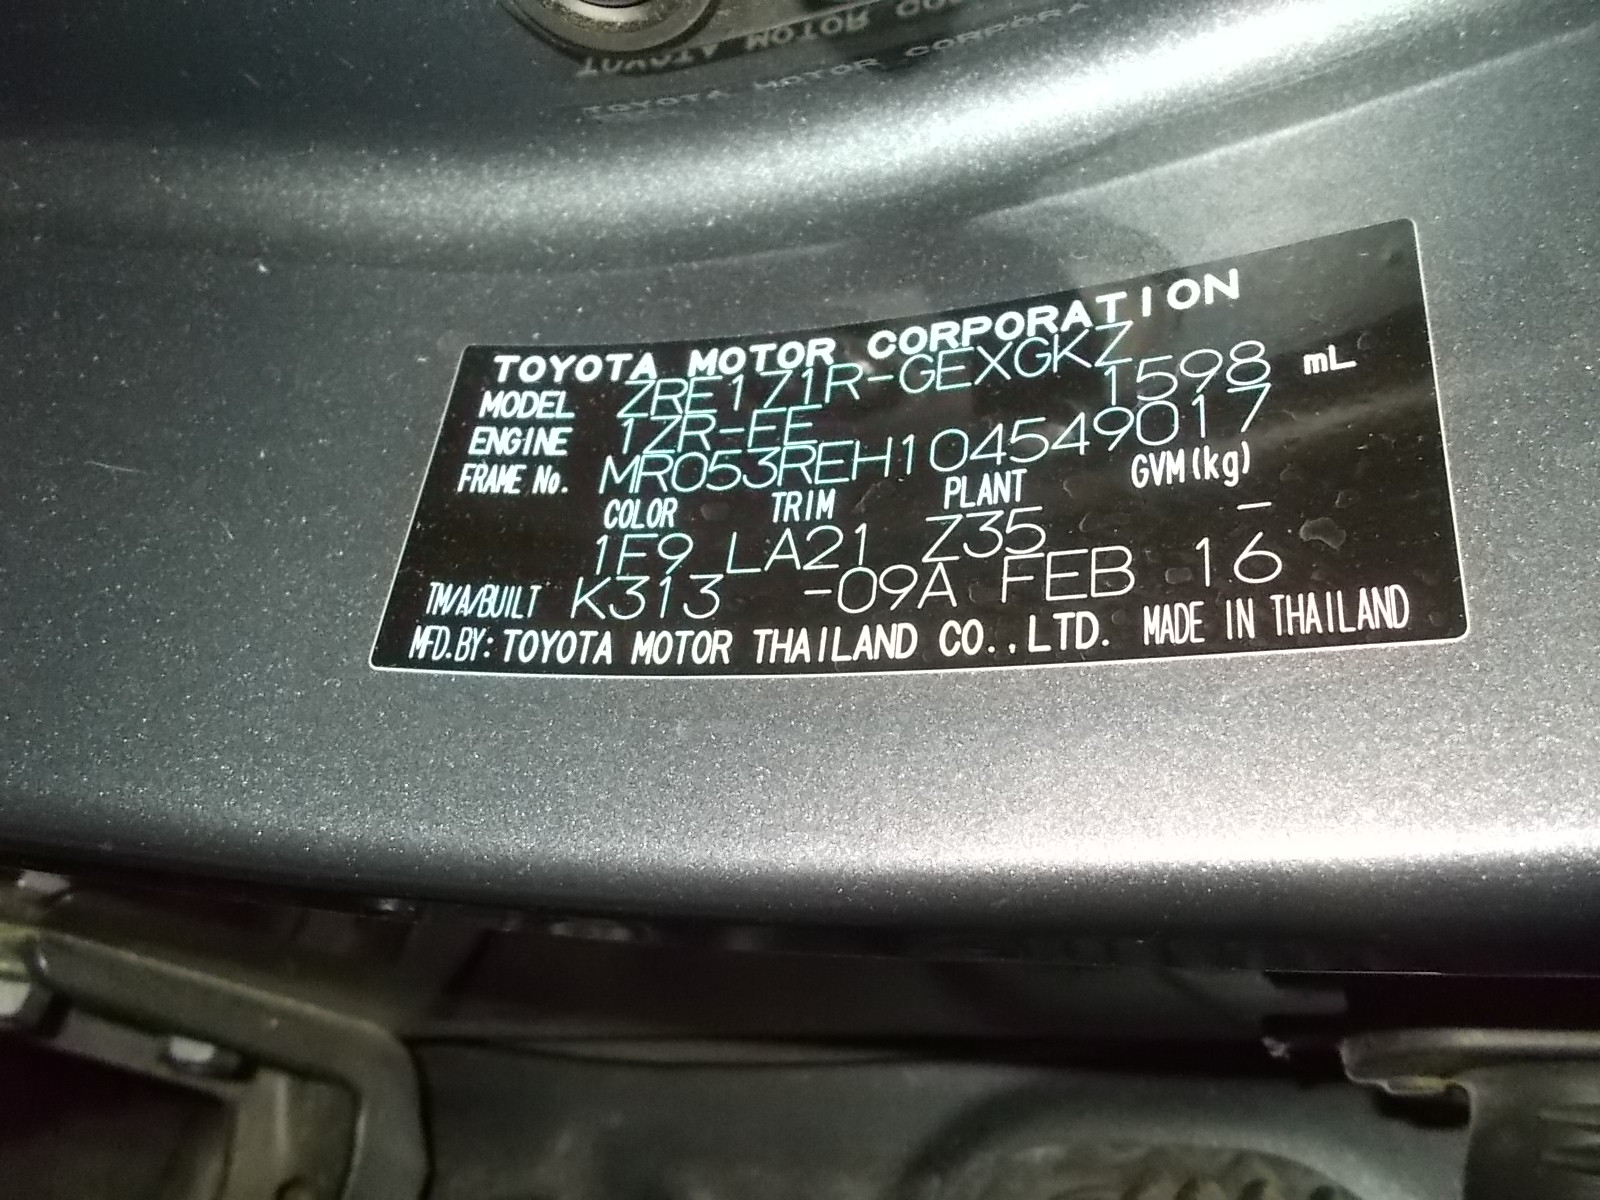 TOYOTA MOTOR CORPORATION
MODEL ZRE171R-GEXGKZ
ENGINE 1ZR-FE 1598 mL
FRAME No. MR053REH104549017
COLOR TRIM PLANT GVM(kg)
1F9 LA21 Z35 -
TM/A/BUILT K313 -09A FEB 16
MFD.BY: TOYOTA MOTOR THAILAND CO.,LTD. MADE IN THAILAND